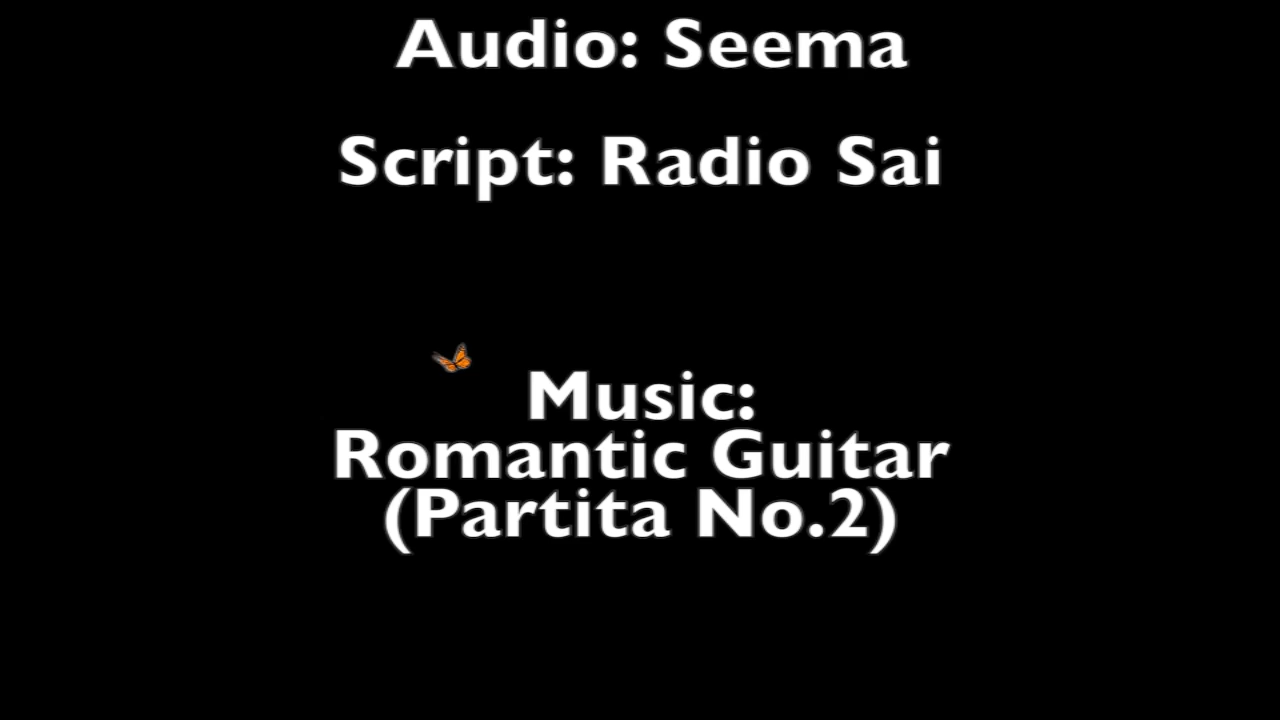 Audio: Seema
Script: Radio Sai
Music:
Romantic Guitar
(Partita No.2)